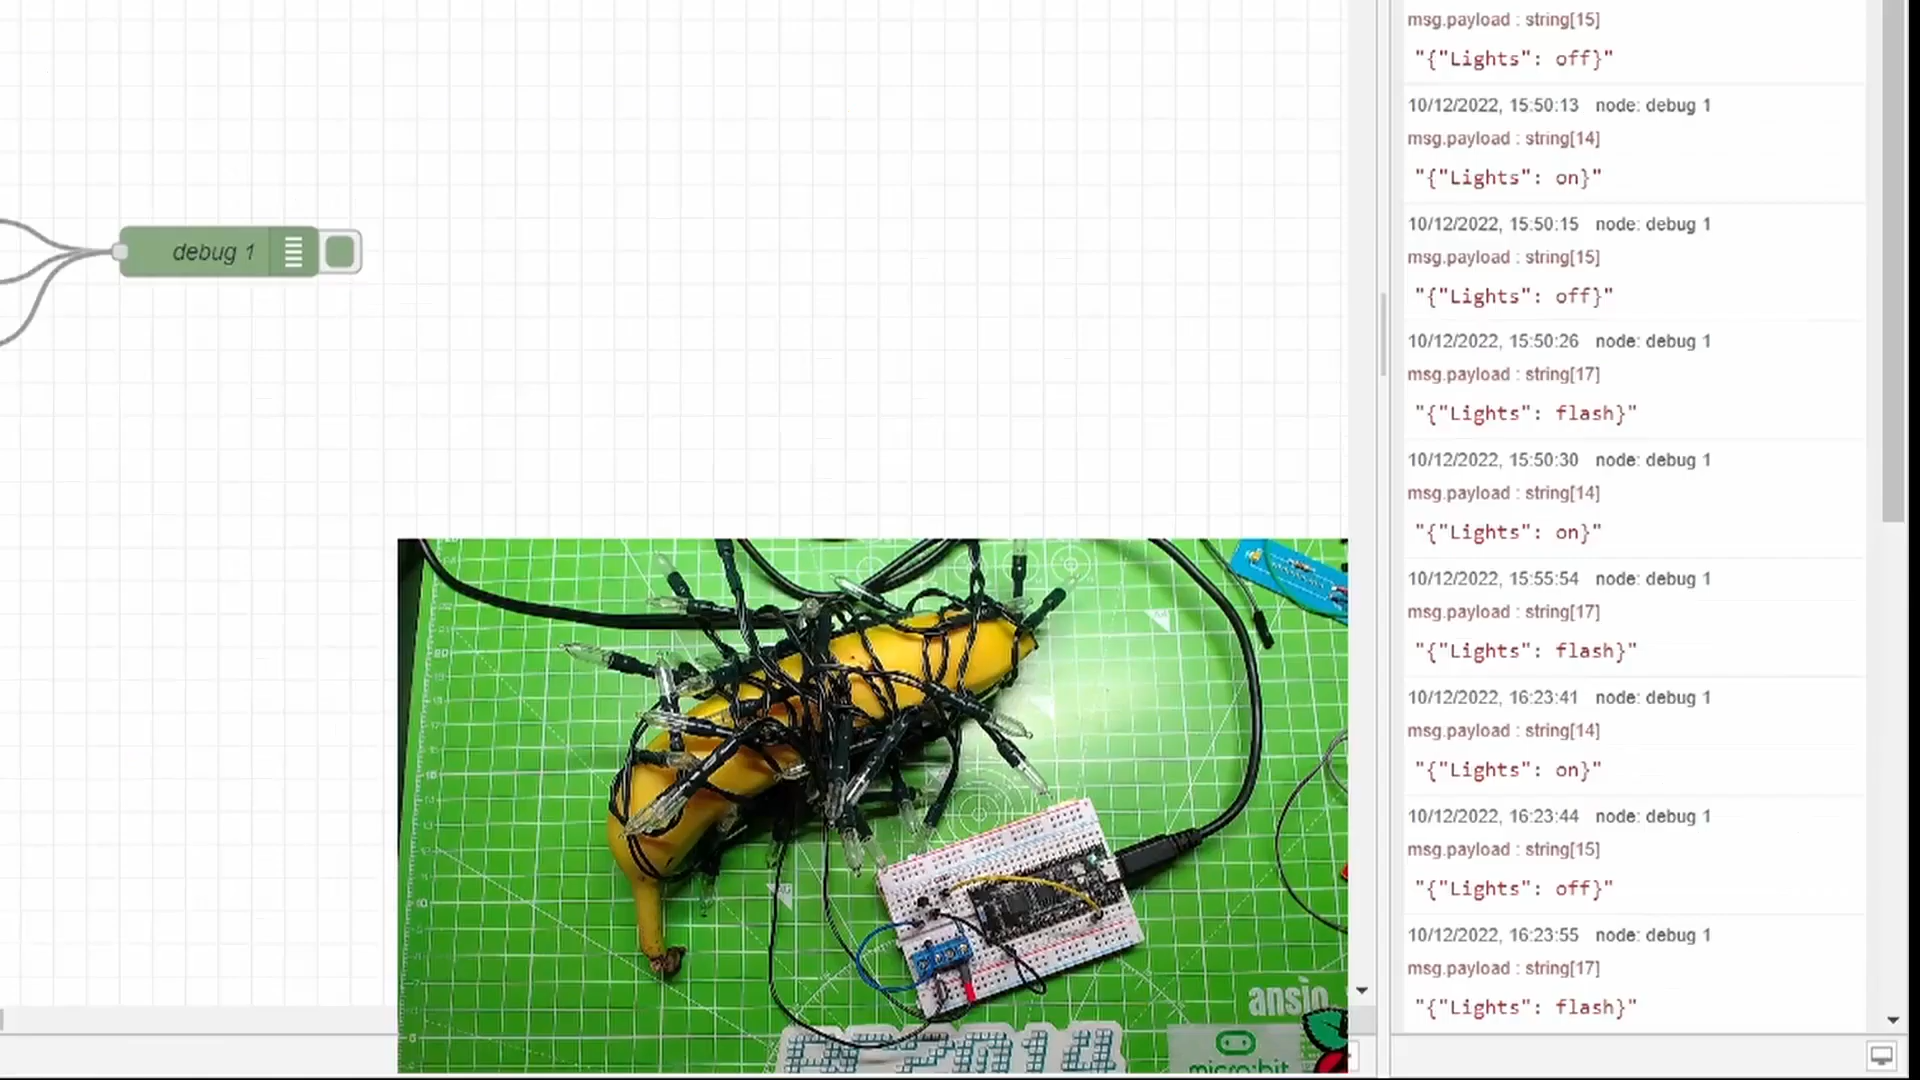 debug 1
msg.payload : string[15]
"{"Lights": off}"
10/12/2022, 15:50:13 node: debug 1
msg.payload : string[14]
"{"Lights": on}"
10/12/2022, 15:50:15 node: debug 1
msg.payload : string[15]
"{"Lights": off}"
10/12/2022, 15:50:26 node: debug 1
msg.payload : string[17]
"{"Lights": flash}"
10/12/2022, 15:50:30 node: debug 1
msg.payload : string[14]
"{"Lights": on}"
10/12/2022, 15:55:54 node: debug 1
msg.payload : string[17]
"{"Lights": flash}"
10/12/2022, 16:23:41 node: debug 1
msg.payload : string[14]
"{"Lights": on}"
10/12/2022, 16:23:44 node: debug 1
msg.payload : string[15]
"{"Lights": off}"
10/12/2022, 16:23:55 node: debug 1
msg.payload : string[17]
"{"Lights": flash}"
ansio
micro:bit